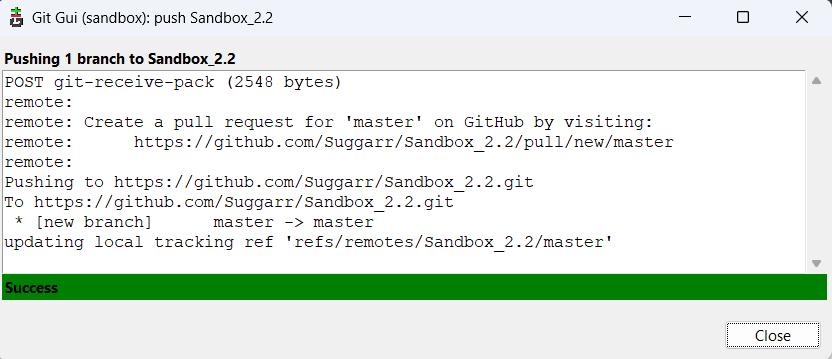 Git Gui (sandbox): push Sandbox_2.2
Pushing 1 branch to Sandbox_2.2
POST git-receive-pack (2548 bytes)
remote:
remote: Create a pull request for 'master' on GitHub by visiting:
remote:      https://github.com/Suggarr/Sandbox_2.2/pull/new/master
remote:
Pushing to https://github.com/Suggarr/Sandbox_2.2.git
To https://github.com/Suggarr/Sandbox_2.2.git
 * [new branch]      master -> master
updating local tracking ref 'refs/remotes/Sandbox_2.2/master'
Success
Close